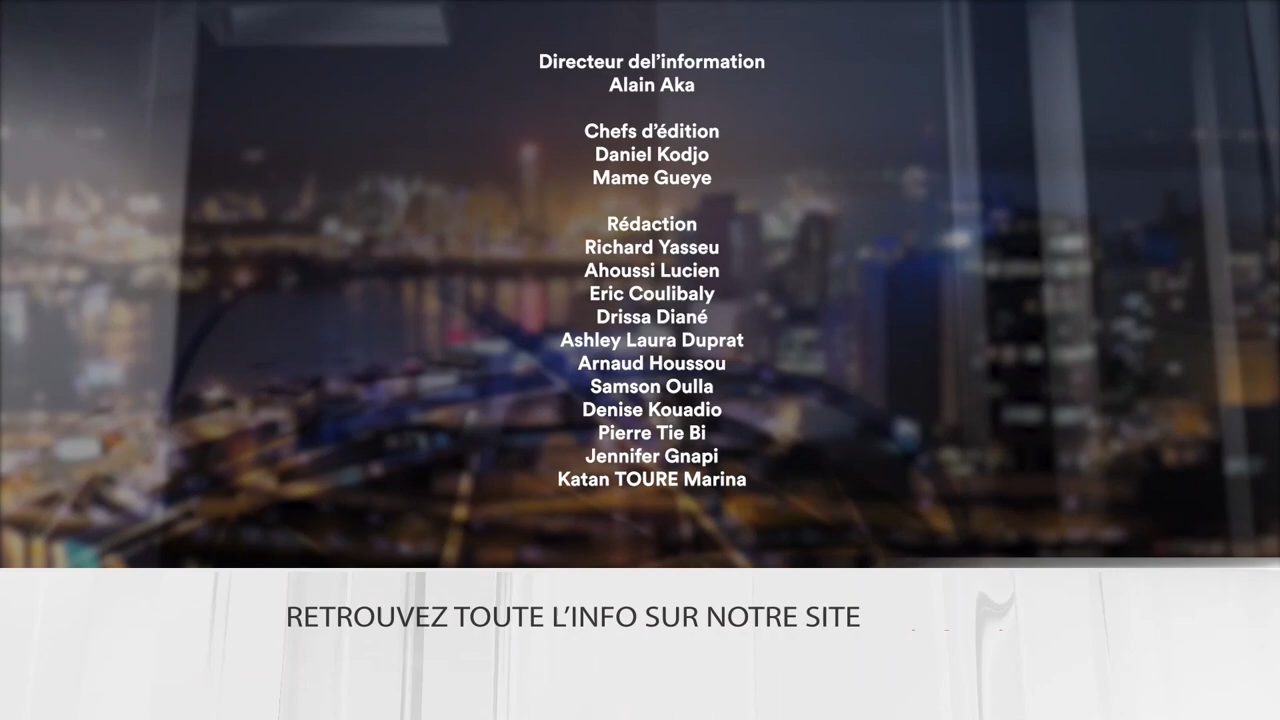 Directeur del’information
Alain Aka
Chefs d’édition
Daniel Kodjo
Mame Gueye
Rédaction
Richard Yasseu
Ahoussi Lucien
Eric Coulibaly
Drissa Diané
Ashley Laura Duprat
Arnaud Houssou
Samson Oulla
Denise Kouadio
Pierre Tie Bi
Jennifer Gnapi
Katan TOURE Marina
RETROUVEZ TOUTE L’INFO SUR NOTRE SITE